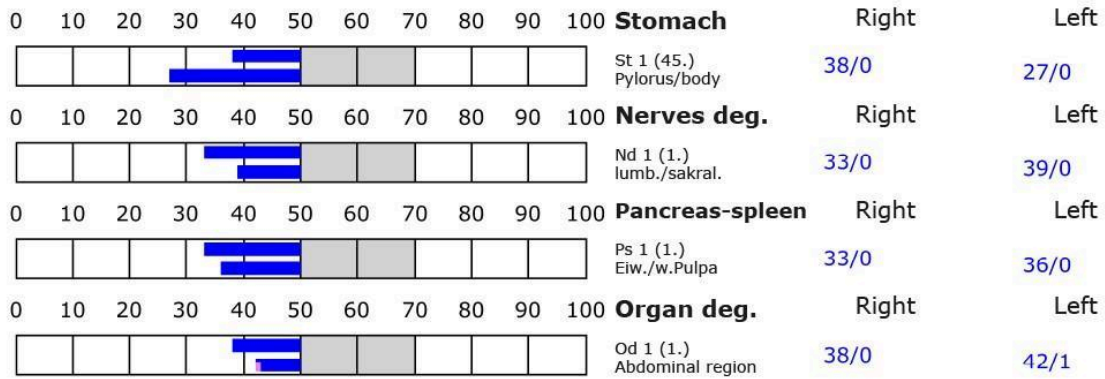 0 10 20 30 40 50 60 70 80 90 100 Stomach Right Left
St 1 (45.) 38/0 27/0
Pylorus/body
0 10 20 30 40 50 60 70 80 90 100 Nerves deg. Right Left
Nd 1 (1.) 33/0 39/0
lumb./sakral.
0 10 20 30 40 50 60 70 80 90 100 Pancreas-spleen Right Left
Ps 1 (1.) 33/0 36/0
Eiw./w.Pulpa
0 10 20 30 40 50 60 70 80 90 100 Organ deg. Right Left
Od 1 (1.) 38/0 42/1
Abdominal region